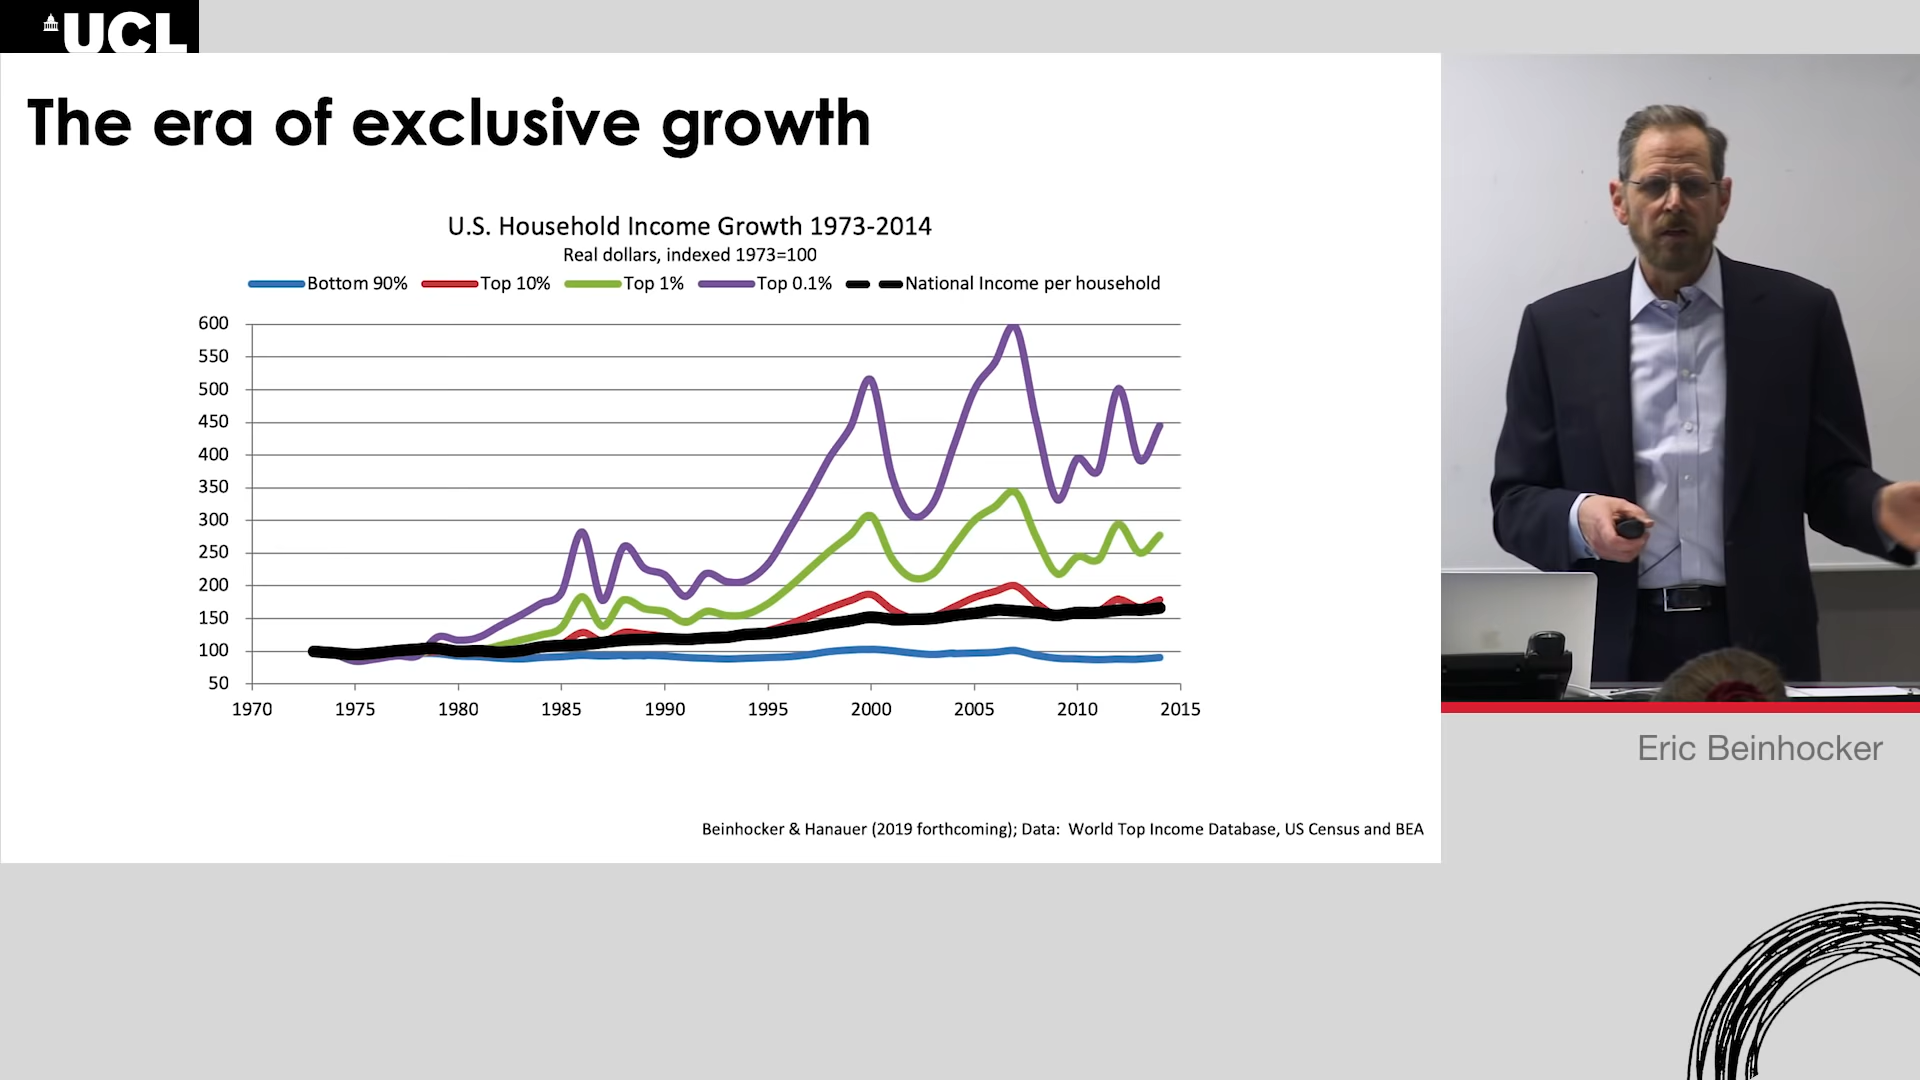 UCL
The era of exclusive growth
U.S. Household Income Growth 1973-2014
Real dollars, indexed 1973=100
Bottom 90% Top 10% Top 1% Top 0.1% National Income per household
600
550
500
450
400
350
300
250
200
150
100
50
1970 1975 1980 1985 1990 1995 2000 2005 2010 2015
Beinhocker & Hanauer (2019 forthcoming); Data: World Top Income Database, US Census and BEA
Eric Beinhocker